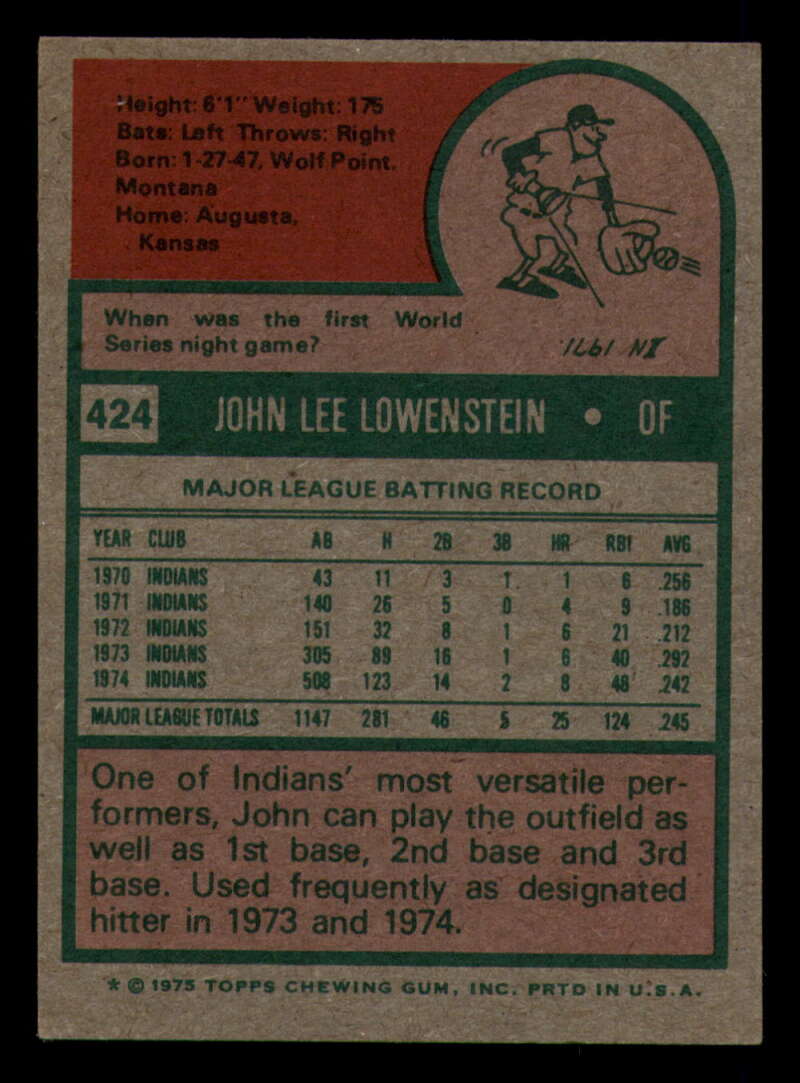 Height: 6'1" Weight: 175
Bats: Left Throws: Right
Born: 1-27-47, Wolf Point,
Montana
Home: Augusta,
Kansas
When was the first World
Series night game?
IN 1971
424 JOHN LEE LOWENSTEIN • OF
MAJOR LEAGUE BATTING RECORD
YEAR CLUB AB H 2B 3B HR RBI AVG
1970 INDIANS 43 11 3 1 1 6 .256
1971 INDIANS 140 26 5 0 4 9 .186
1972 INDIANS 151 32 8 1 6 21 .212
1973 INDIANS 305 89 16 1 6 40 .292
1974 INDIANS 508 123 14 2 8 48 .242
MAJOR LEAGUE TOTALS 1147 281 46 5 25 124 .245
One of Indians' most versatile per-
formers, John can play the outfield as
well as 1st base, 2nd base and 3rd
base. Used frequently as designated
hitter in 1973 and 1974.
* © 1975 TOPPS CHEWING GUM, INC. PRTD IN U.S.A.